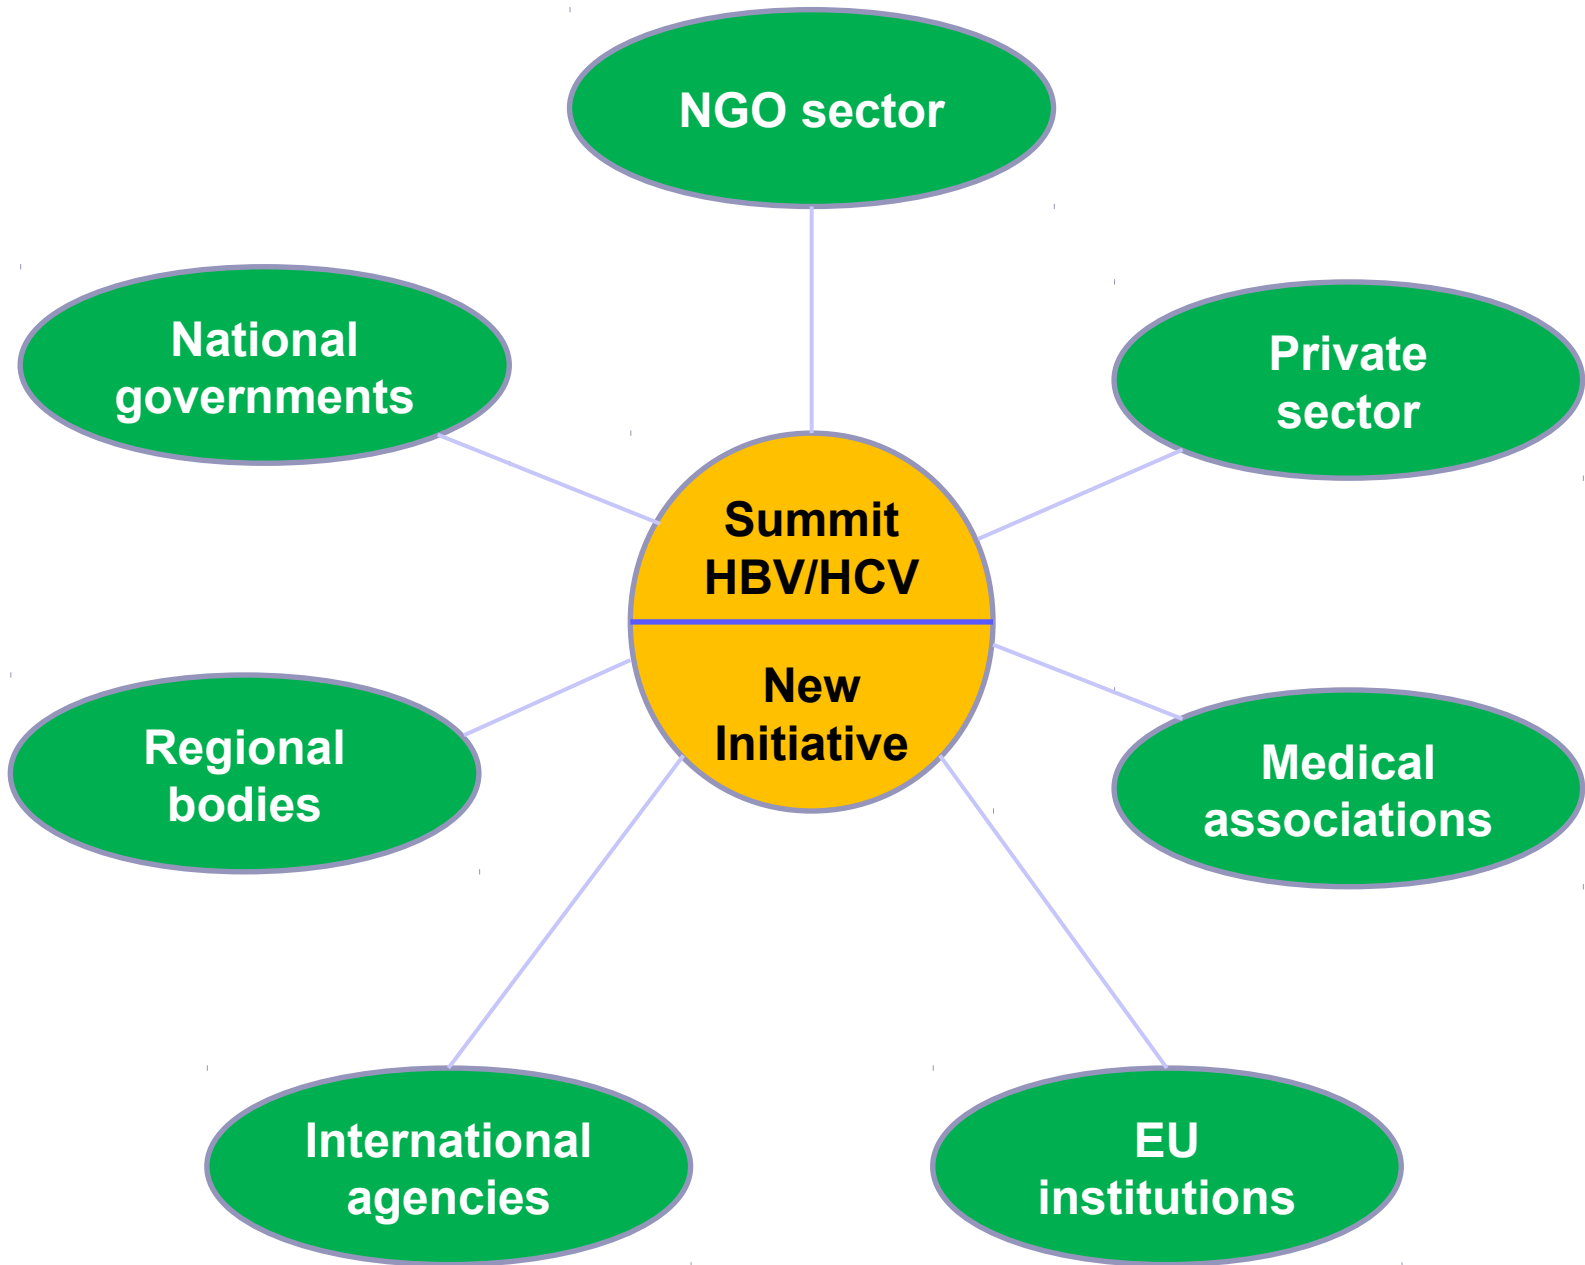 NGO sector
National
governments
Private
sector
Summit
HBV/HCV
New
Initiative
Regional
bodies
Medical
associations
International
agencies
EU
institutions